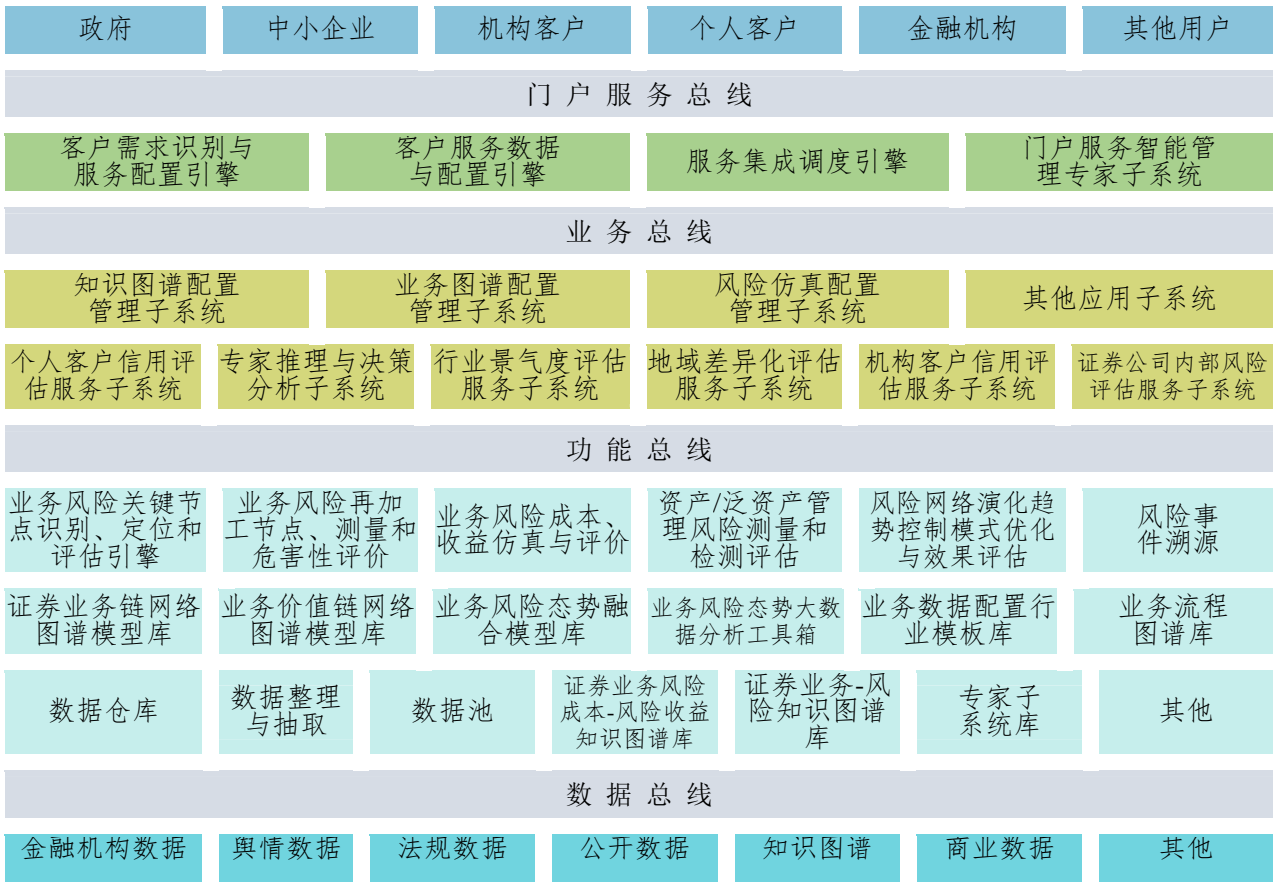 政府
中小企业
机构客户
个人客户
金融机构
其他用户
门户服务总线
客户需求识别与
服务配置引擎
客户服务数据
与配置引擎
服务集成调度引擎
门户服务智能管
理专家子系统
业务总线
知识图谱配置
管理子系统
业务图谱配置
管理子系统
风险仿真配置
管理子系统
其他应用子系统
个人客户信用评
估服务子系统
专家推理与决策
分析子系统
行业景气度评估
服务子系统
地域差异化评估
服务子系统
机构客户信用评
估服务子系统
证券公司内部风险
评估服务子系统
功能总线
业务风险关键节
点识别、定位和
评估引擎
业务风险再加
工节点、测量和
危害性评价
业务风险成本、
收益仿真与评价
资产/泛资产管
理风险测量和
检测评估
风险网络演化趋
势控制模式优化
与效果评估
风险事
件溯源
证券业务链网络
图谱模型库
业务价值链网络
图谱模型库
业务风险态势融
合模型库
业务风险态势大数
据分析工具箱
业务数据配置行
业模板库
业务流程
图谱库
数据仓库
数据整理
与抽取
数据池
证券业务风险
成本-风险收益
知识图谱库
证券业务-风
险知识图谱
库
专家子
系统库
其他
数据总线
金融机构数据
舆情数据
法规数据
公开数据
知识图谱
商业数据
其他